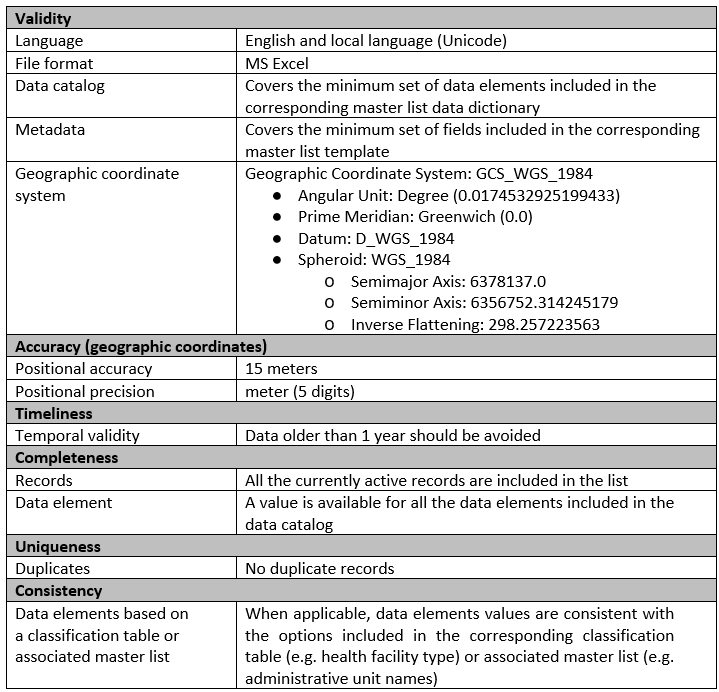 Validity
Language
English and local language (Unicode)
File format
MS Excel
Data catalog
Covers the minimum set of data elements included in the
corresponding master list data dictionary
Metadata
Covers the minimum set of fields included in the corresponding
master list template
Geographic coordinate
system
Geographic Coordinate System: GCS_WGS_1984
● Angular Unit: Degree (0.0174532925199433)
● Prime Meridian: Greenwich (0.0)
● Datum: D_WGS_1984
● Spheroid: WGS_1984
o Semimajor Axis: 6378137.0
o Semiminor Axis: 6356752.314245179
o Inverse Flattening: 298.257223563
Accuracy (geographic coordinates)
Positional accuracy
15 meters
Positional precision
meter (5 digits)
Timeliness
Temporal validity
Data older than 1 year should be avoided
Completeness
Records
All the currently active records are included in the list
Data element
A value is available for all the data elements included in the
data catalog
Uniqueness
Duplicates
No duplicate records
Consistency
Data elements based on
a classification table or
associated master list
When applicable, data elements values are consistent with
the options included in the corresponding classification
table (e.g. health facility type) or associated master list (e.g.
administrative unit names)